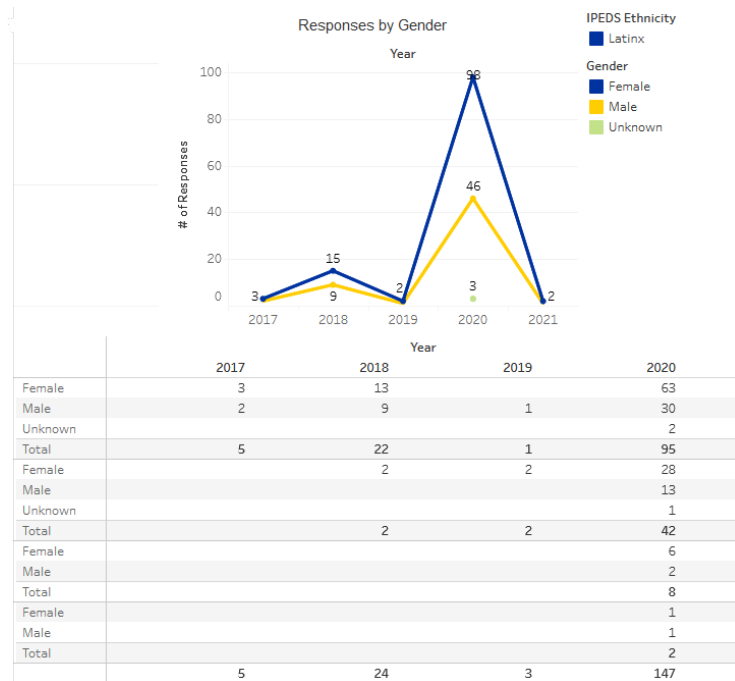 Responses by Gender
IPEDS Ethnicity
Latinx
Gender
Female
Male
Unknown
Year
# of Responses
100
80
60
40
20
0
98
46
15
9
3
2
3
2
2017 2018 2019 2020 2021
Year
2017 2018 2019 2020
Female 3 13 63
Male 2 9 1 30
Unknown 2
Total 5 22 1 95
Female 2 2 28
Male 13
Unknown 1
Total 2 2 42
Female 6
Male 2
Total 8
Female 1
Male 1
Total 2
5 24 3 147